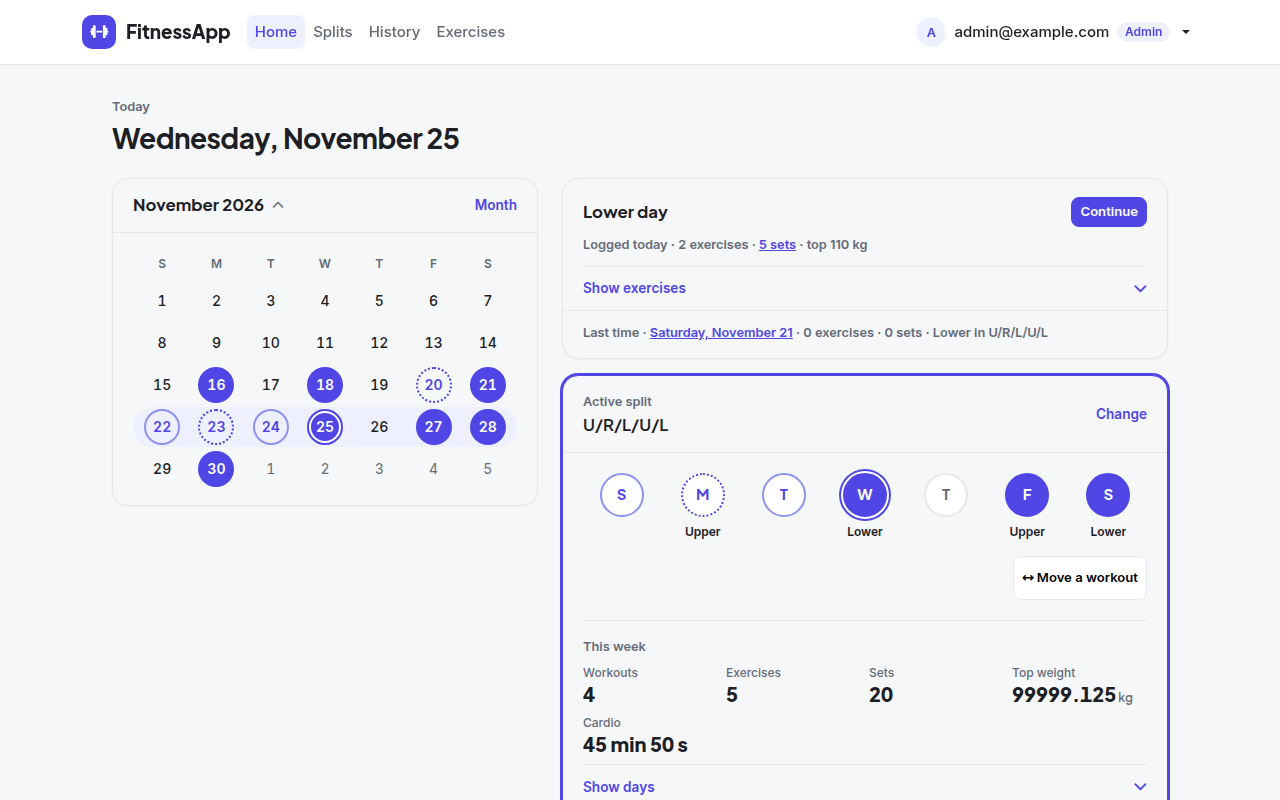 FitnessApp Home Splits History Exercises A admin@example.com Admin
Today
Wednesday, November 25
November 2026 Month
S M T W T F S
1 2 3 4 5 6 7
8 9 10 11 12 13 14
15 16 17 18 19 20 21
22 23 24 25 26 27 28
29 30 1 2 3 4 5
Lower day Continue
Logged today · 2 exercises · 5 sets · top 110 kg
Show exercises
Last time · Saturday, November 21 · 0 exercises · 0 sets · Lower in U/R/L/U/L
Active split
U/R/L/U/L
Change
S M T W T F S
Upper Lower Upper Lower
↔ Move a workout
This week
Workouts Exercises Sets Top weight
4 5 20 99999.125 kg
Cardio
45 min 50 s
Show days